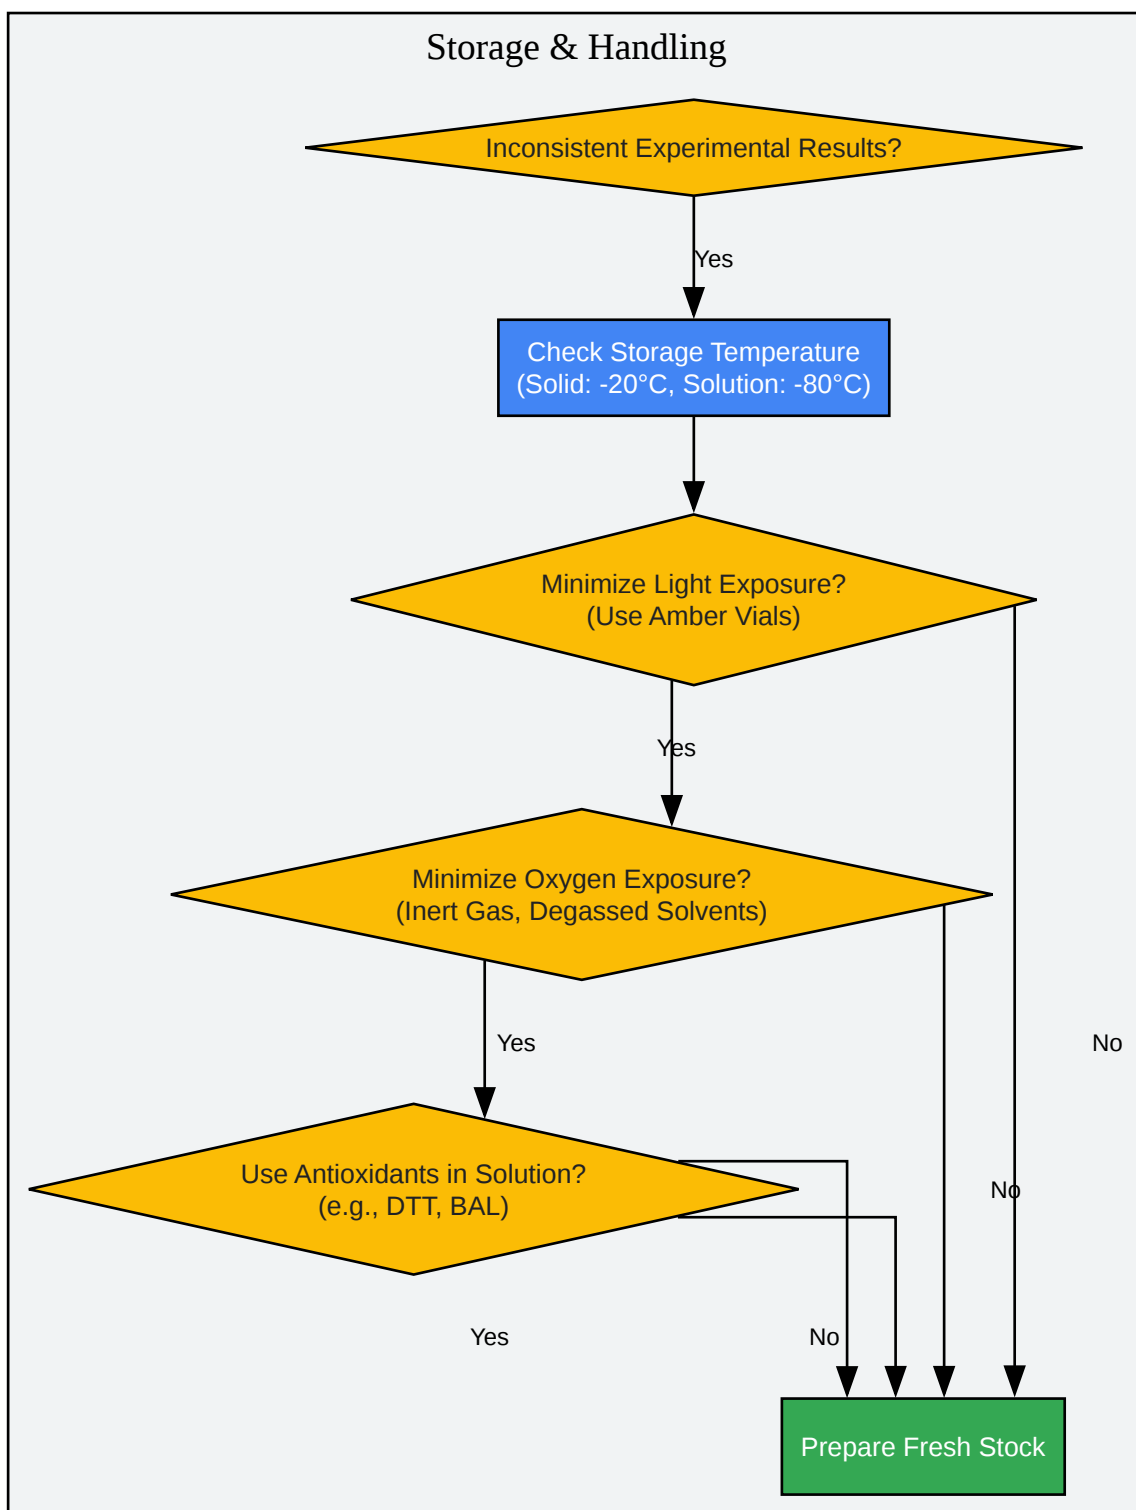 Storage & Handling
Inconsistent Experimental Results?
Yes
Check Storage Temperature
(Solid: -20°C, Solution: -80°C)
Minimize Light Exposure?
(Use Amber Vials)
Yes
Minimize Oxygen Exposure?
(Inert Gas, Degassed Solvents)
Yes
No
Use Antioxidants in Solution?
(e.g., DTT, BAL)
No
Yes
No
Prepare Fresh Stock